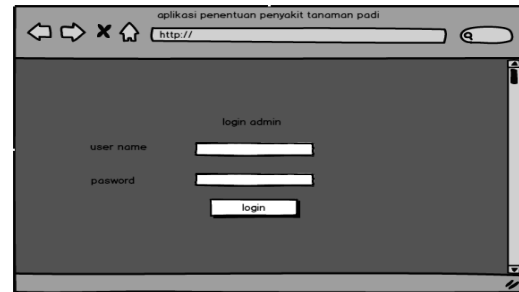 aplikasi penentuan penyakit tanaman padi
http://
login admin
user name
pasword
login